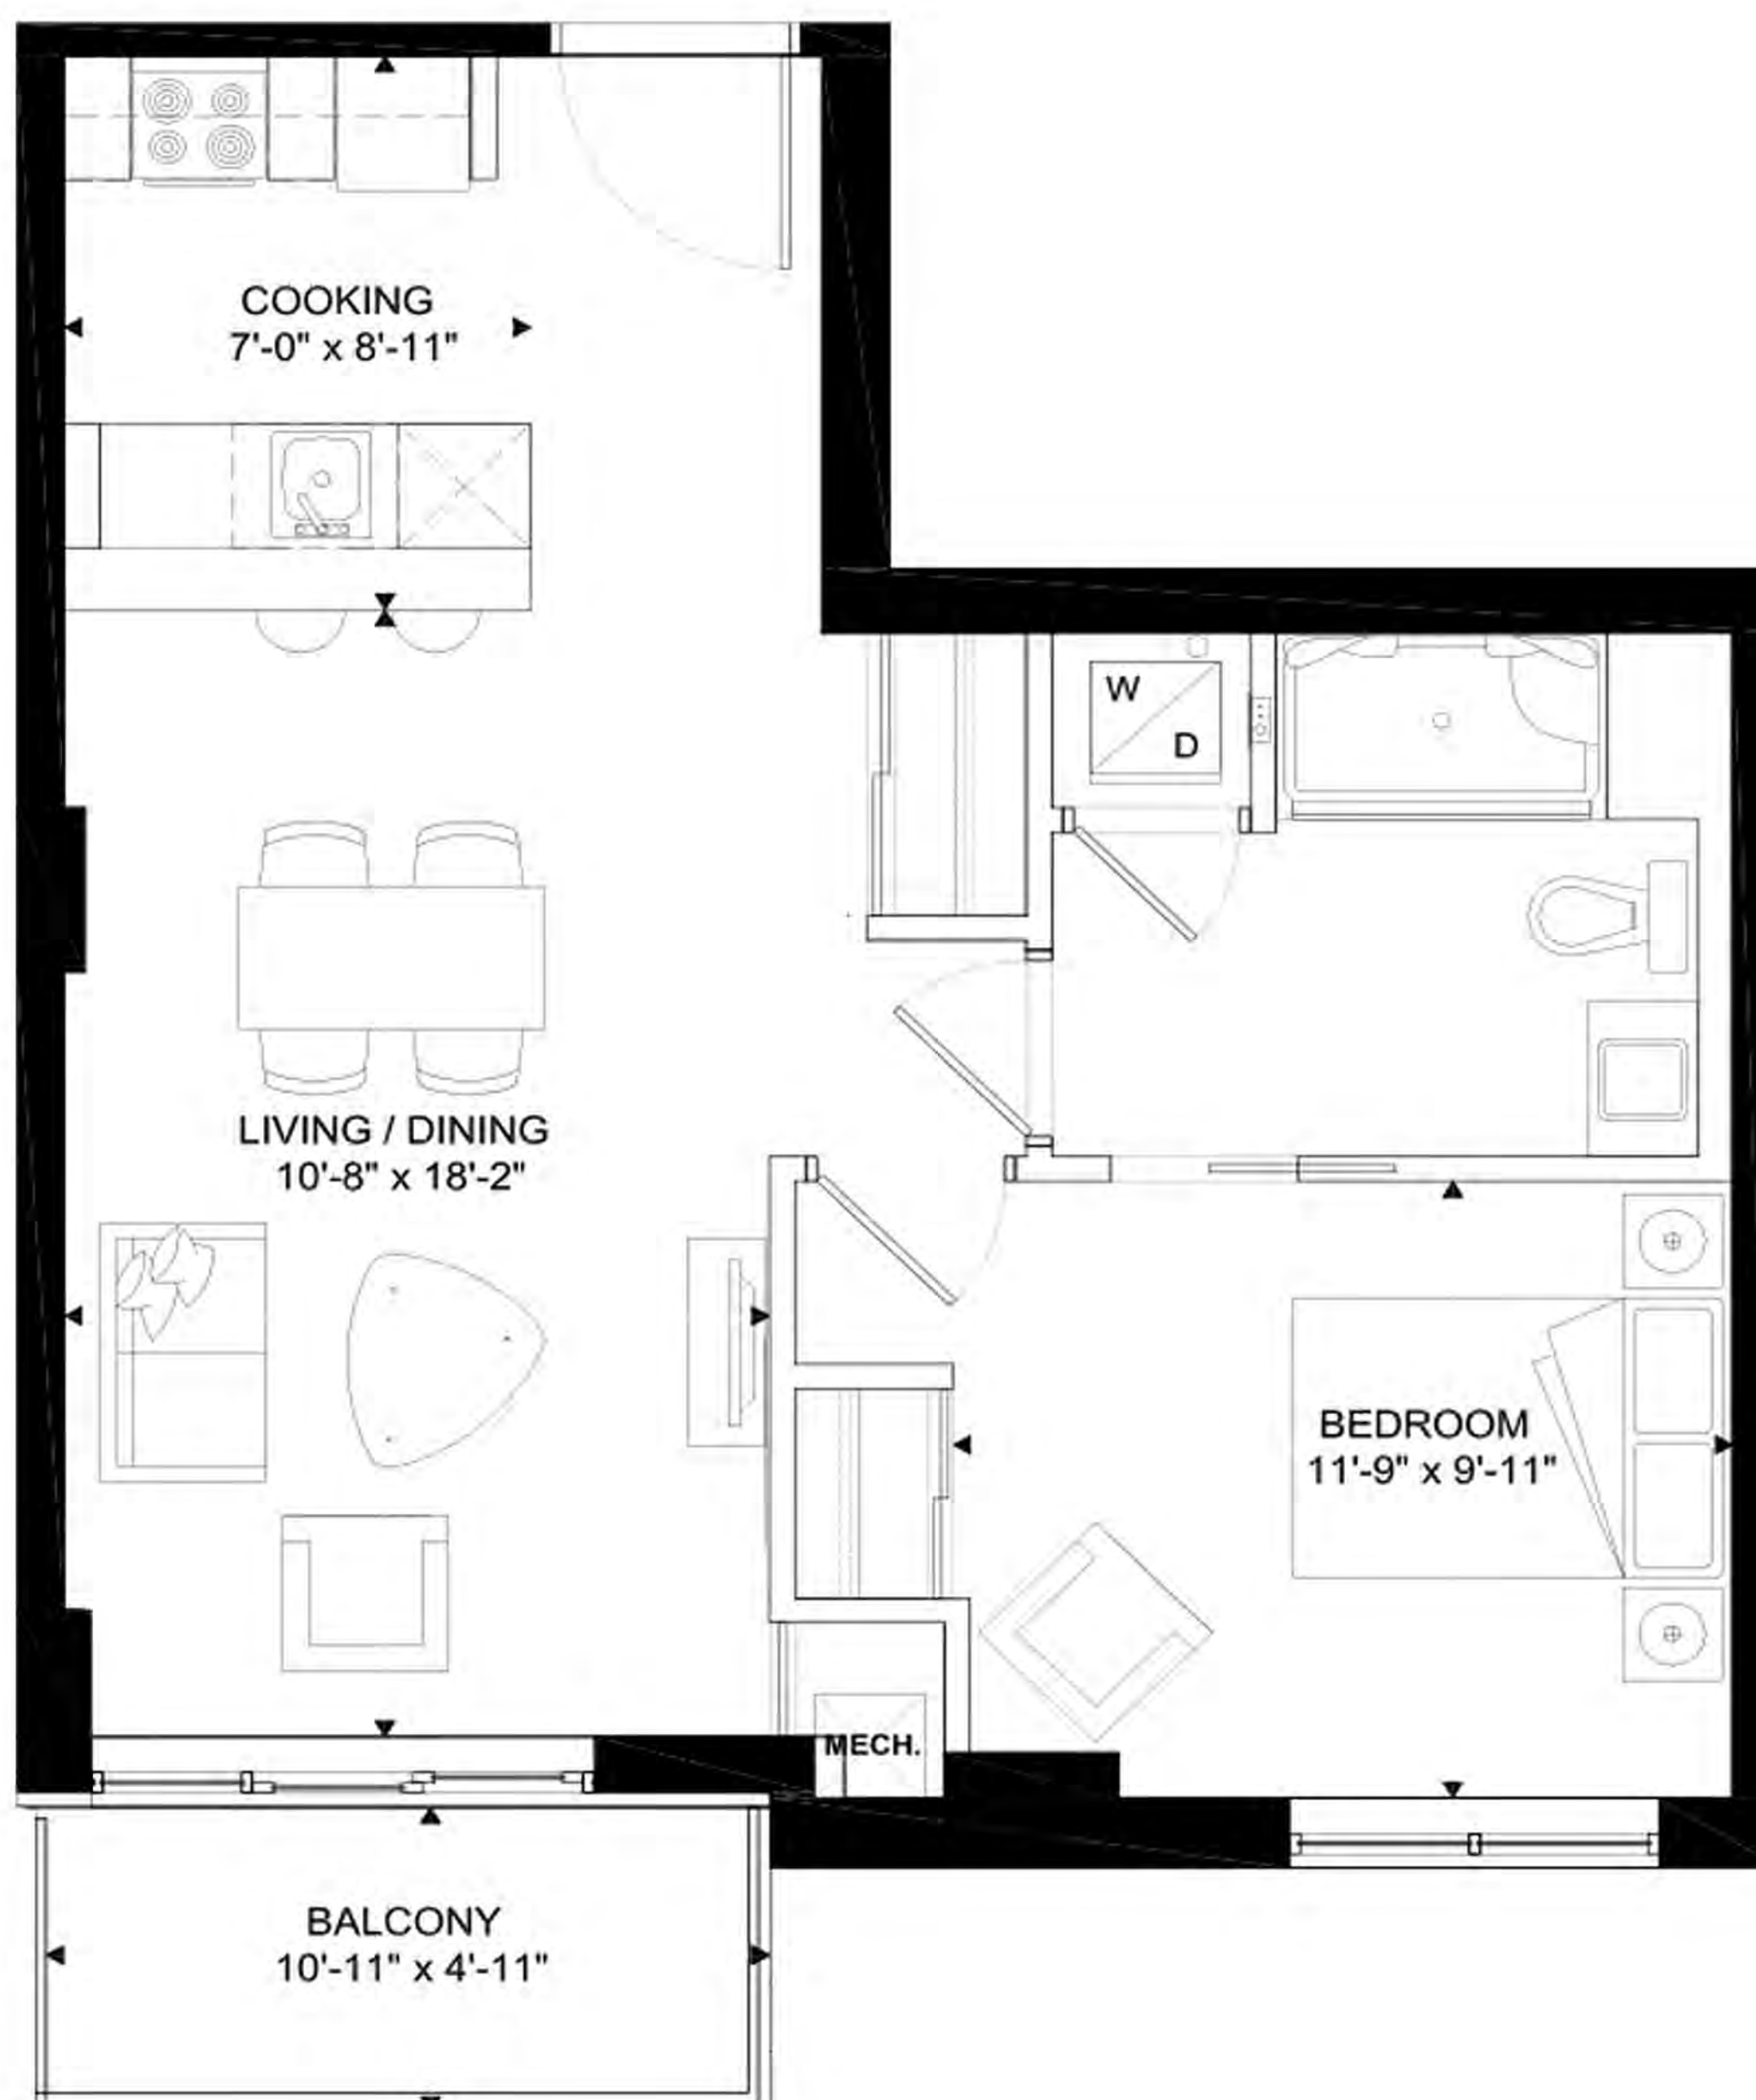 COOKING
7'-0" x 8'-11"
W
D
LIVING / DINING
10'-8" x 18'-2"
BEDROOM
11'-9" x 9'-11"
MECH.
BALCONY
10'-11" x 4'-11"